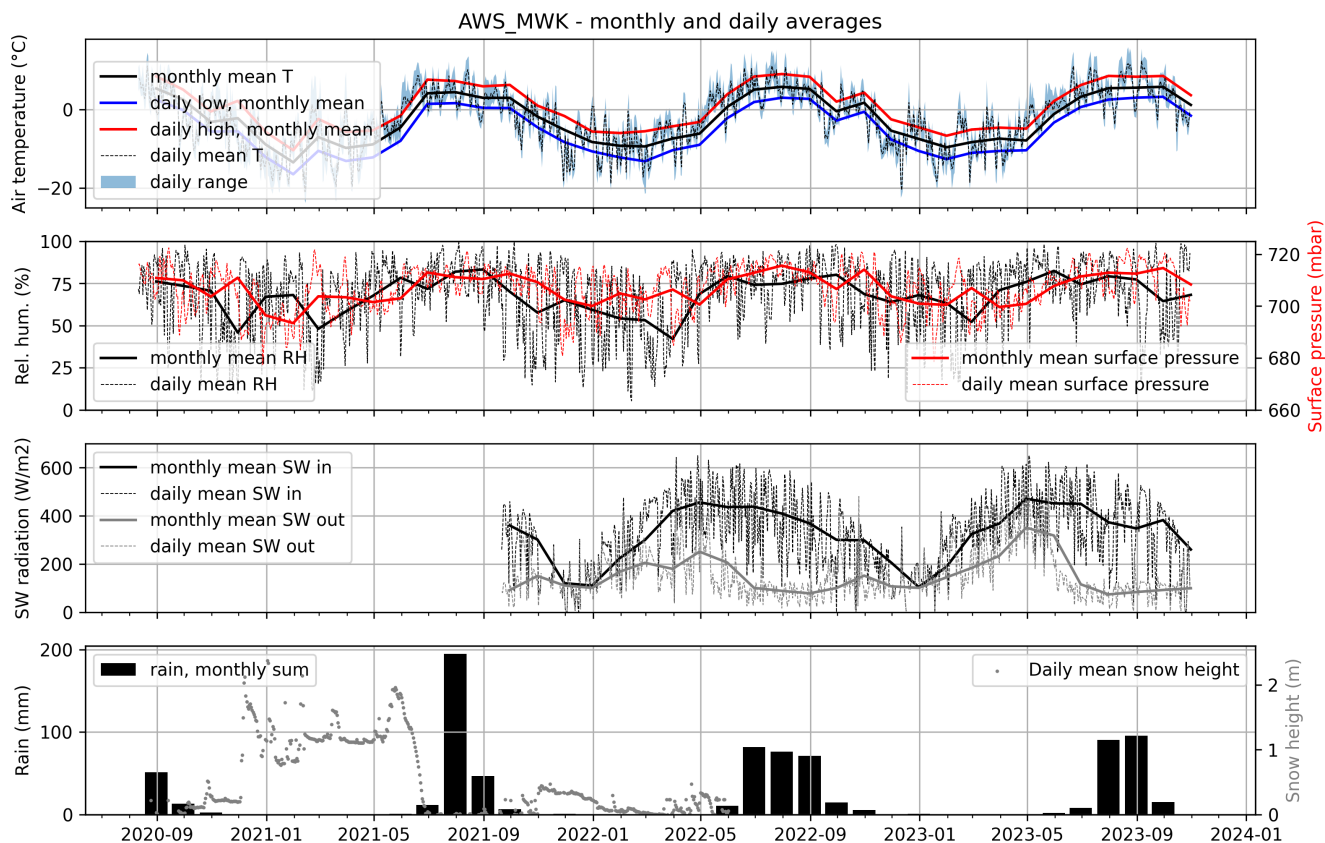 AWS_MWK - monthly and daily averages
Air temperature (°C)
0
−20
monthly mean T
daily low, monthly mean
daily high, monthly mean
daily mean T
daily range
Rel. hum. (%)
100
75
50
25
0
monthly mean RH
daily mean RH
monthly mean surface pressure
daily mean surface pressure
720
700
680
660
Surface pressure (mbar)
SW radiation (W/m2)
600
400
200
0
monthly mean SW in
daily mean SW in
monthly mean SW out
daily mean SW out
Rain (mm)
200
100
0
rain, monthly sum
Daily mean snow height
2
1
0
Snow height (m)
2020-09 2021-01 2021-05 2021-09 2022-01 2022-05 2022-09 2023-01 2023-05 2023-09 2024-01